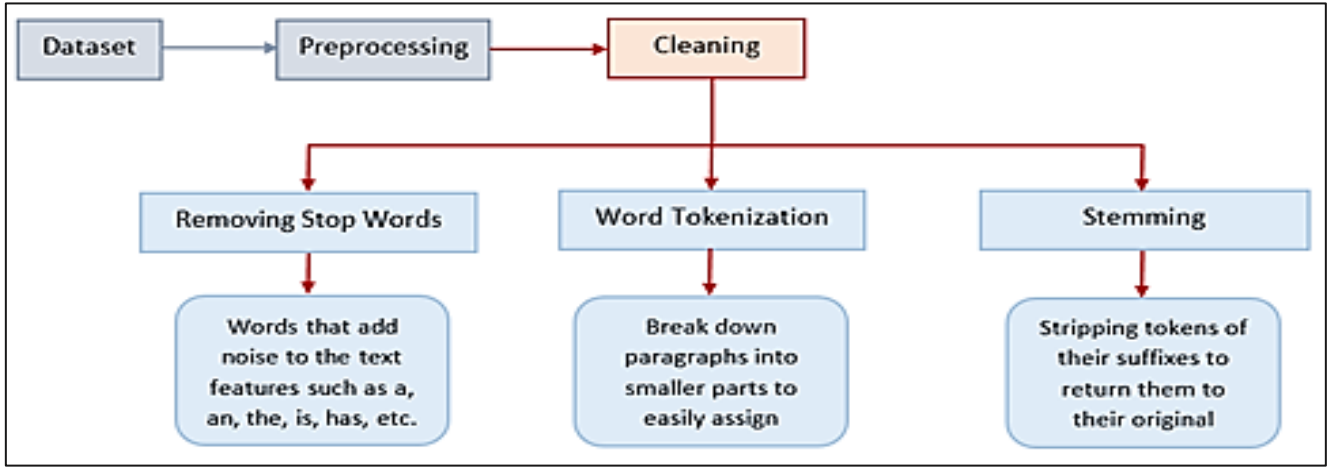 Dataset
Preprocessing
Cleaning
Removing Stop Words
Word Tokenization
Stemming
Words that add
noise to the text
features such as a,
an, the, is, has, etc.
Break down
paragraphs into
smaller parts to
easily assign
Stripping tokens of
their suffixes to
return them to
their original